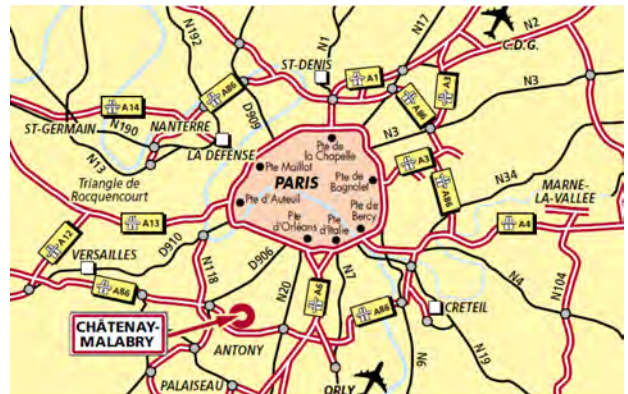 N192
N1
N17
N2
C.D.G.
ST-DENIS
A1
A3
A86
A14
A86
D909
A86
N3
ST-GERMAIN
N190
NANTERRE
N3
N13
LA DÉFENSE
Pte de
la Chapelle
Pte Maillot
A3
N34
Triangle de
Rocquencourt
PARIS
Pte de
Bagnolet
A86
MARNE-
LA-VALLEE
Pte d'Auteuil
Pte de
Bercy
A13
Pte
d'Orléans
Pte
d'Italie
A4
A12
D910
VERSAILLES
N118
D906
A86
N20
A6
N7
N4
N104
CHÂTENAY-
MALABRY
A86
CRETEIL
ANTONY
N6
N19
PALAISEAU
ORLY